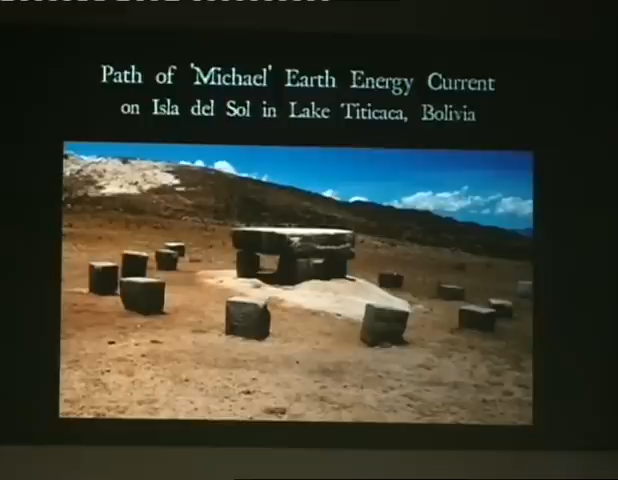 Path of 'Michael' Earth Energy Current
on Isla del Sol in Lake Titicaca, Bolivia